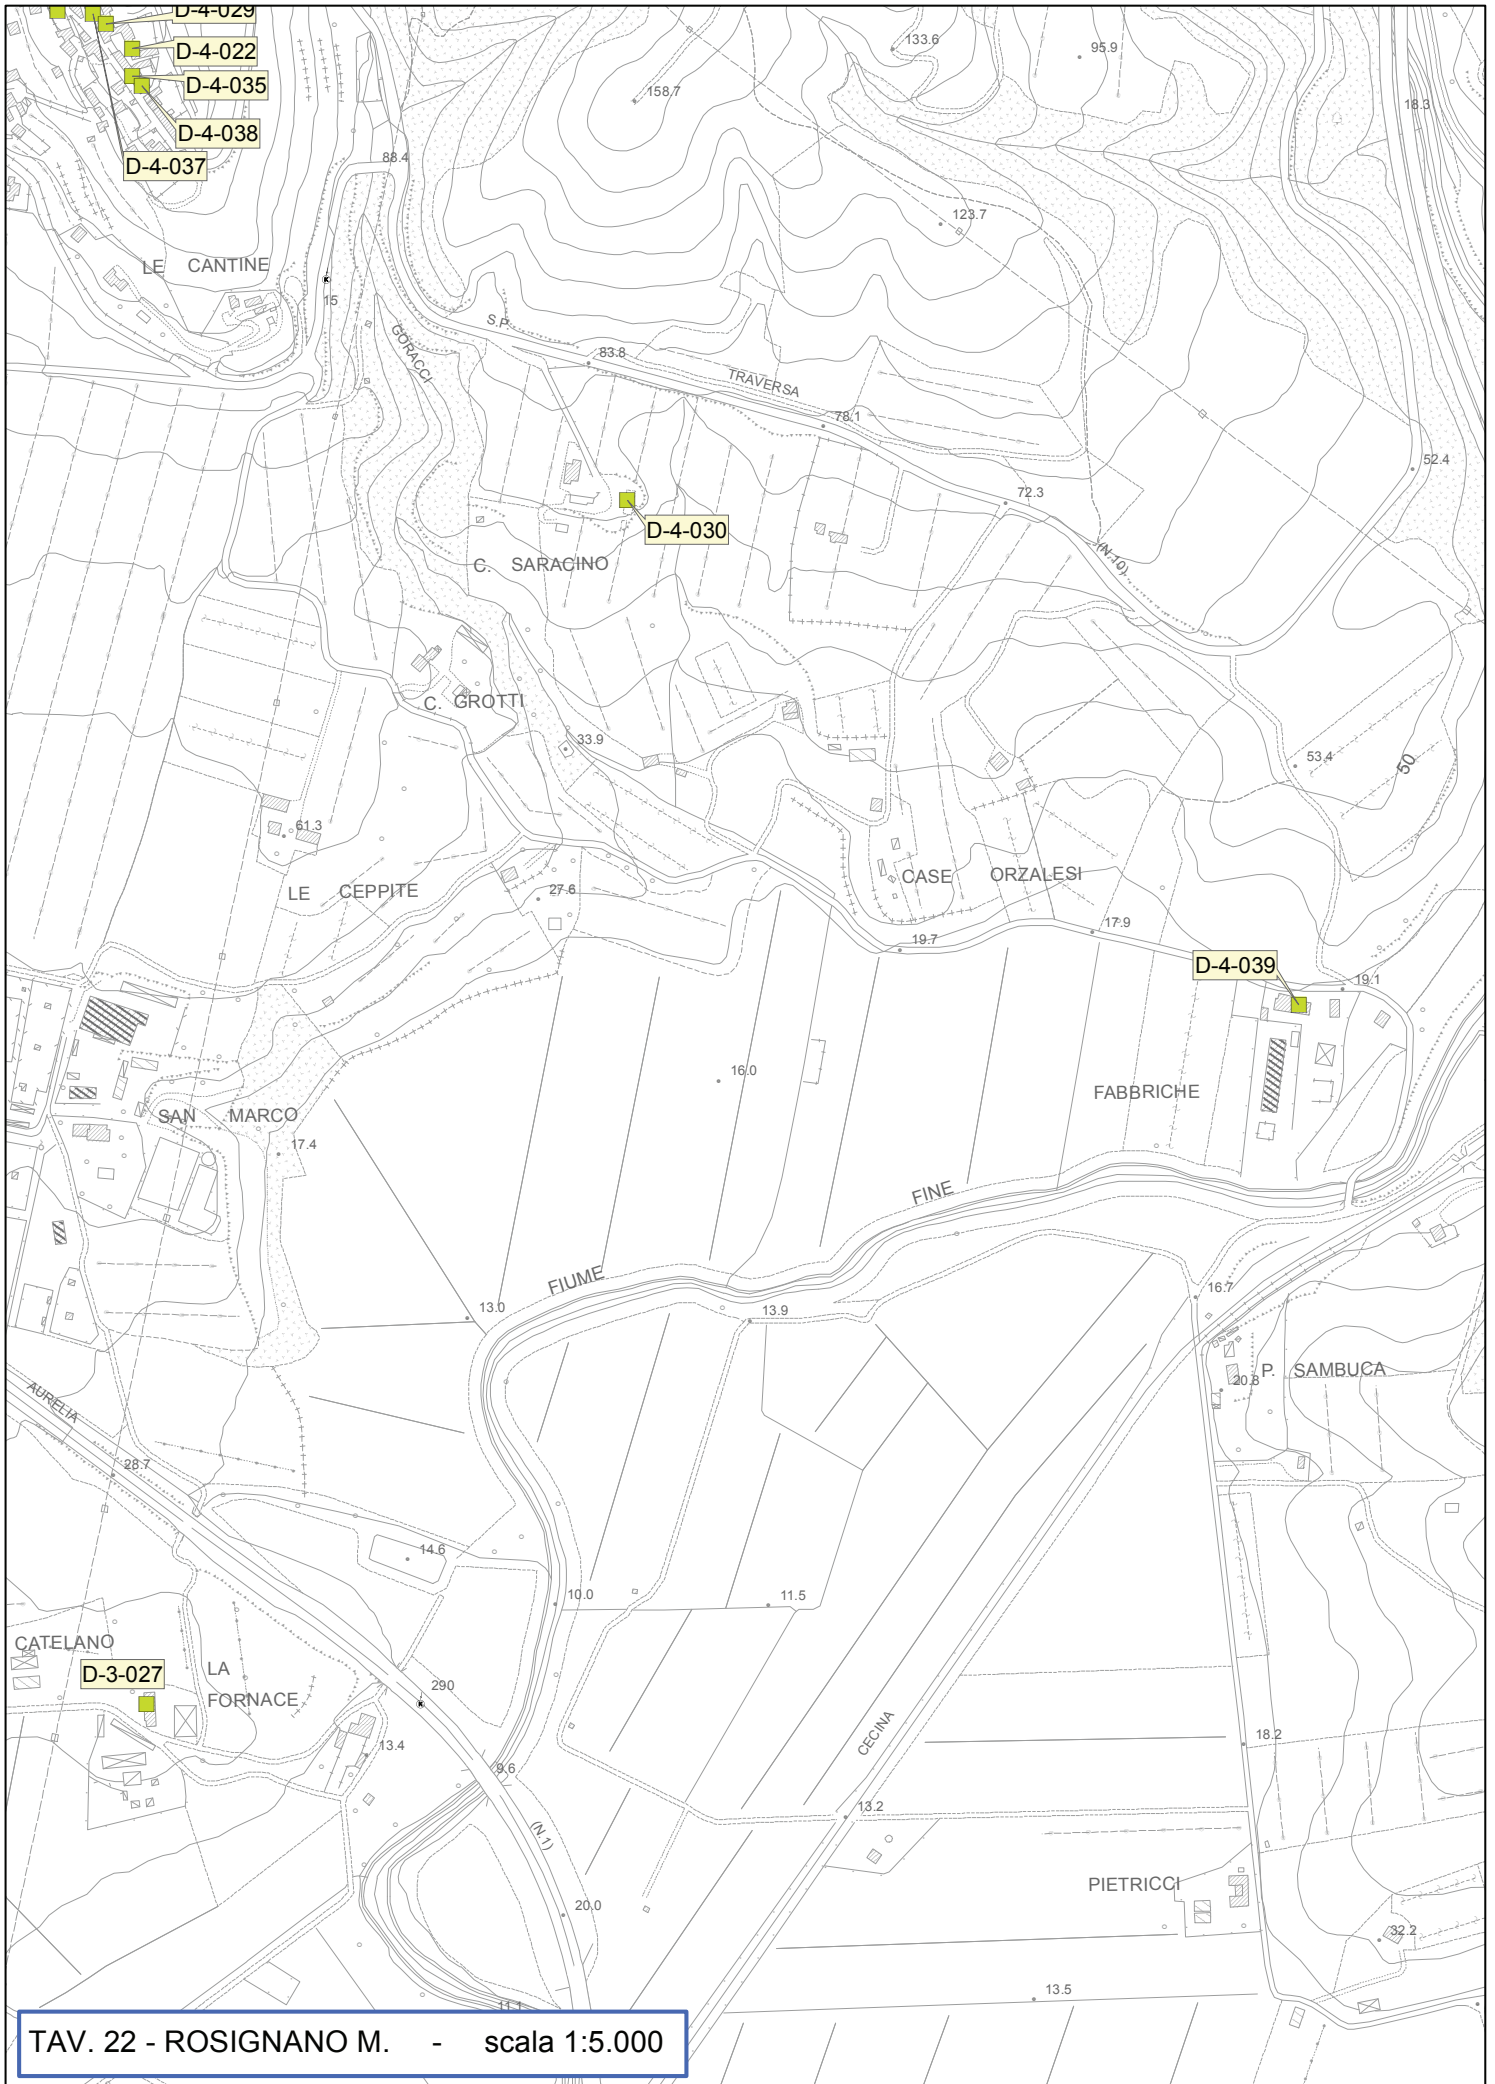 D-4-029
D-4-022
D-4-035
D-4-038
D-4-037
133.6
95.9
158.7
18.3
88.4
123.7
LE CANTINE
15
GORACCI
S.P.
83.8
TRAVERSA
78.1
52.4
72.3
D-4-030
(N.10)
C. SARACINO
C. GROTTI
33.9
53.4
50
61.3
CASE ORZALESI
LE CEPPITE
27.6
17.9
19.7
D-4-039
19.1
16.0
FABBRICHE
SAN MARCO
17.4
FINE
FIUME
16.7
13.0
13.9
P. SAMBUCA
20.8
AURELIA
28.7
14.6
10.0
11.5
CATELANO
D-3-027
LA
FORNACE
290
CECINA
13.4
18.2
9.6
13.2
(N.1)
PIETRICCI
20.0
32.2
13.5
11.1
TAV. 22 - ROSIGNANO M. - scala 1:5.000